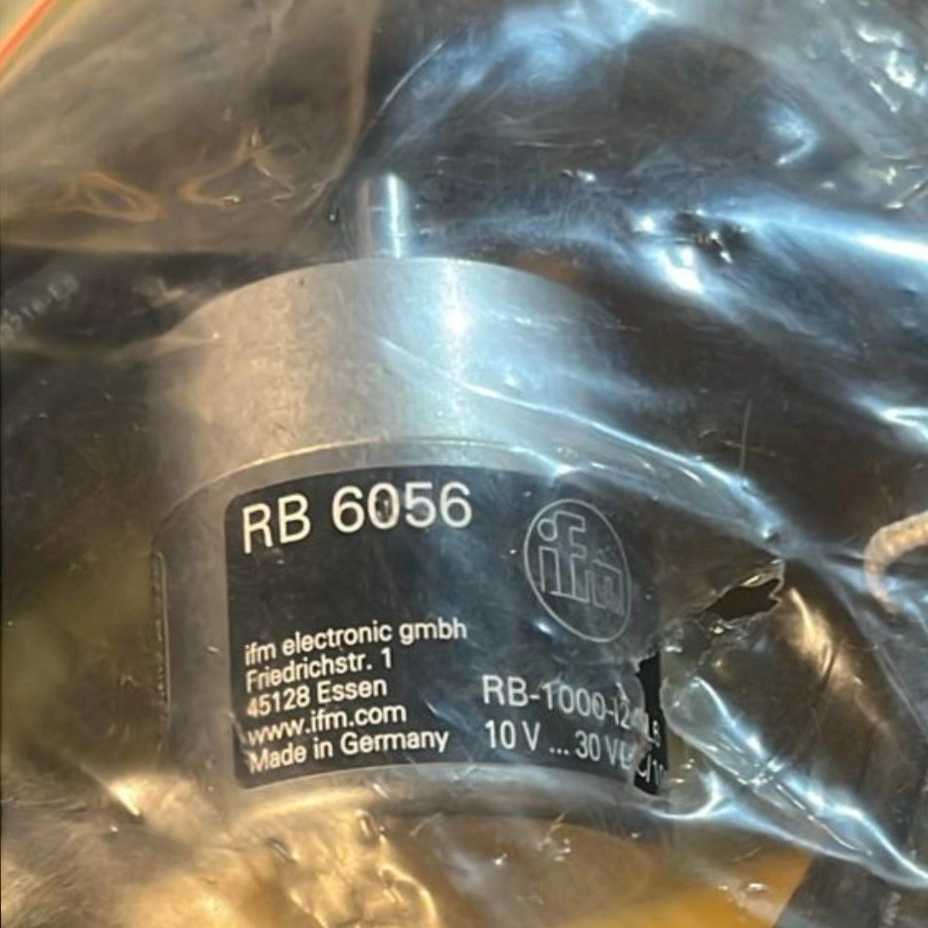 RB 6056
ifm
ifm electronic gmbh
Friedrichstr. 1
45128 Essen
www.ifm.com
Made in Germany
RB-1000-I24
10 V ... 30 V